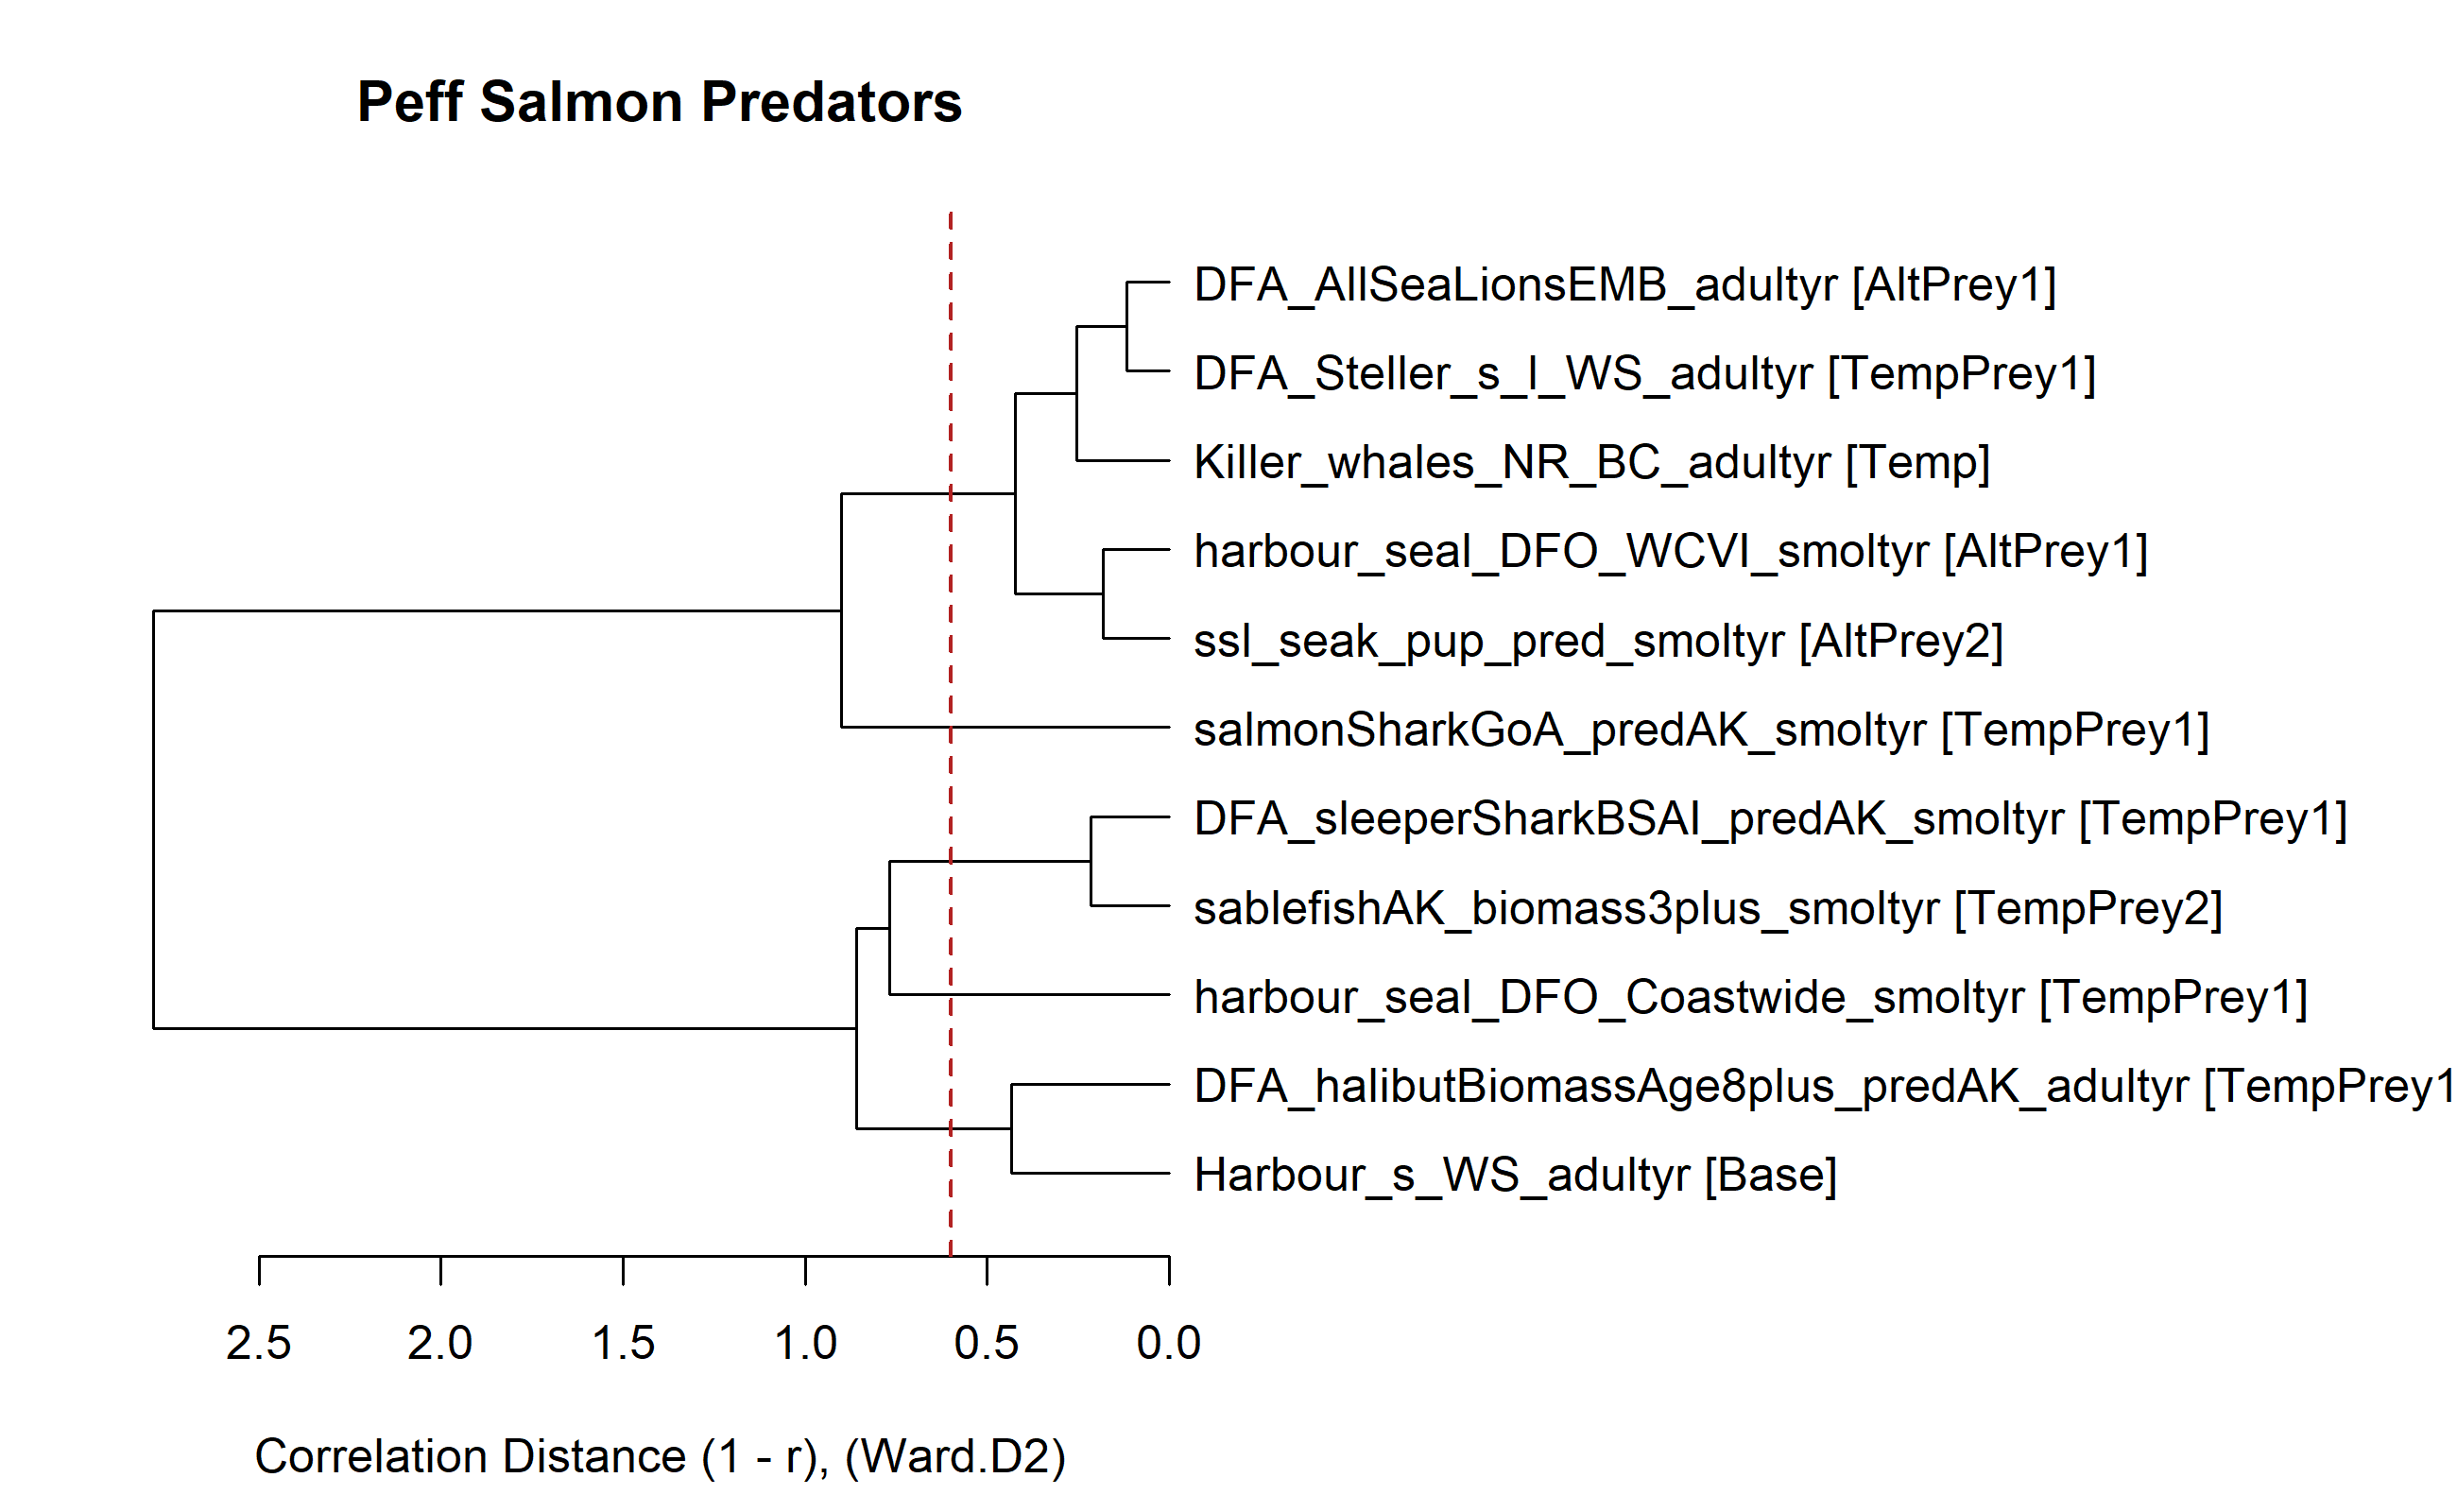 Peff Salmon Predators
DFA_AllSeaLionsEMB_adultyr [AltPrey1]
DFA_Steller_s_l_WS_adultyr [TempPrey1]
Killer_whales_NR_BC_adultyr [Temp]
harbour_seal_DFO_WCVI_smoltyr [AltPrey1]
ssl_seak_pup_pred_smoltyr [AltPrey2]
salmonSharkGoA_predAK_smoltyr [TempPrey1]
DFA_sleeperSharkBSAI_predAK_smoltyr [TempPrey1]
sablefishAK_biomass3plus_smoltyr [TempPrey2]
harbour_seal_DFO_Coastwide_smoltyr [TempPrey1]
DFA_halibutBiomassAge8plus_predAK_adultyr [TempPrey1
Harbour_s_WS_adultyr [Base]
2.5 2.0 1.5 1.0 0.5 0.0
Correlation Distance (1 - r), (Ward.D2)